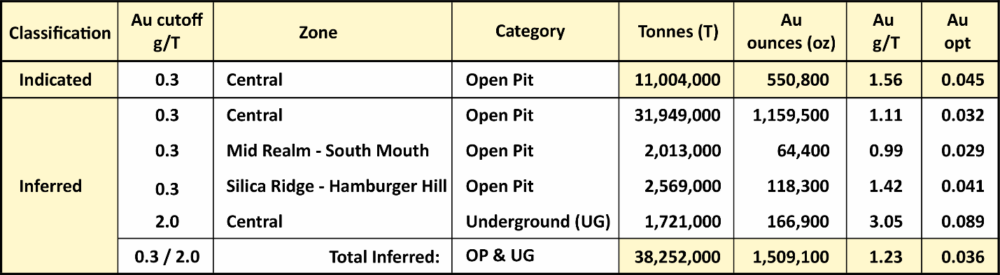 Classification Au cutoff g/T Zone Category Tonnes (T) Au ounces (oz) Au g/T Au opt
Indicated 0.3 Central Open Pit 11,004,000 550,800 1.56 0.045
Inferred 0.3 Central Open Pit 31,949,000 1,159,500 1.11 0.032
0.3 Mid Realm - South Mouth Open Pit 2,013,000 64,400 0.99 0.029
0.3 Silica Ridge - Hamburger Hill Open Pit 2,569,000 118,300 1.42 0.041
2.0 Central Underground (UG) 1,721,000 166,900 3.05 0.089
0.3 / 2.0 Total Inferred: OP & UG 38,252,000 1,509,100 1.23 0.036